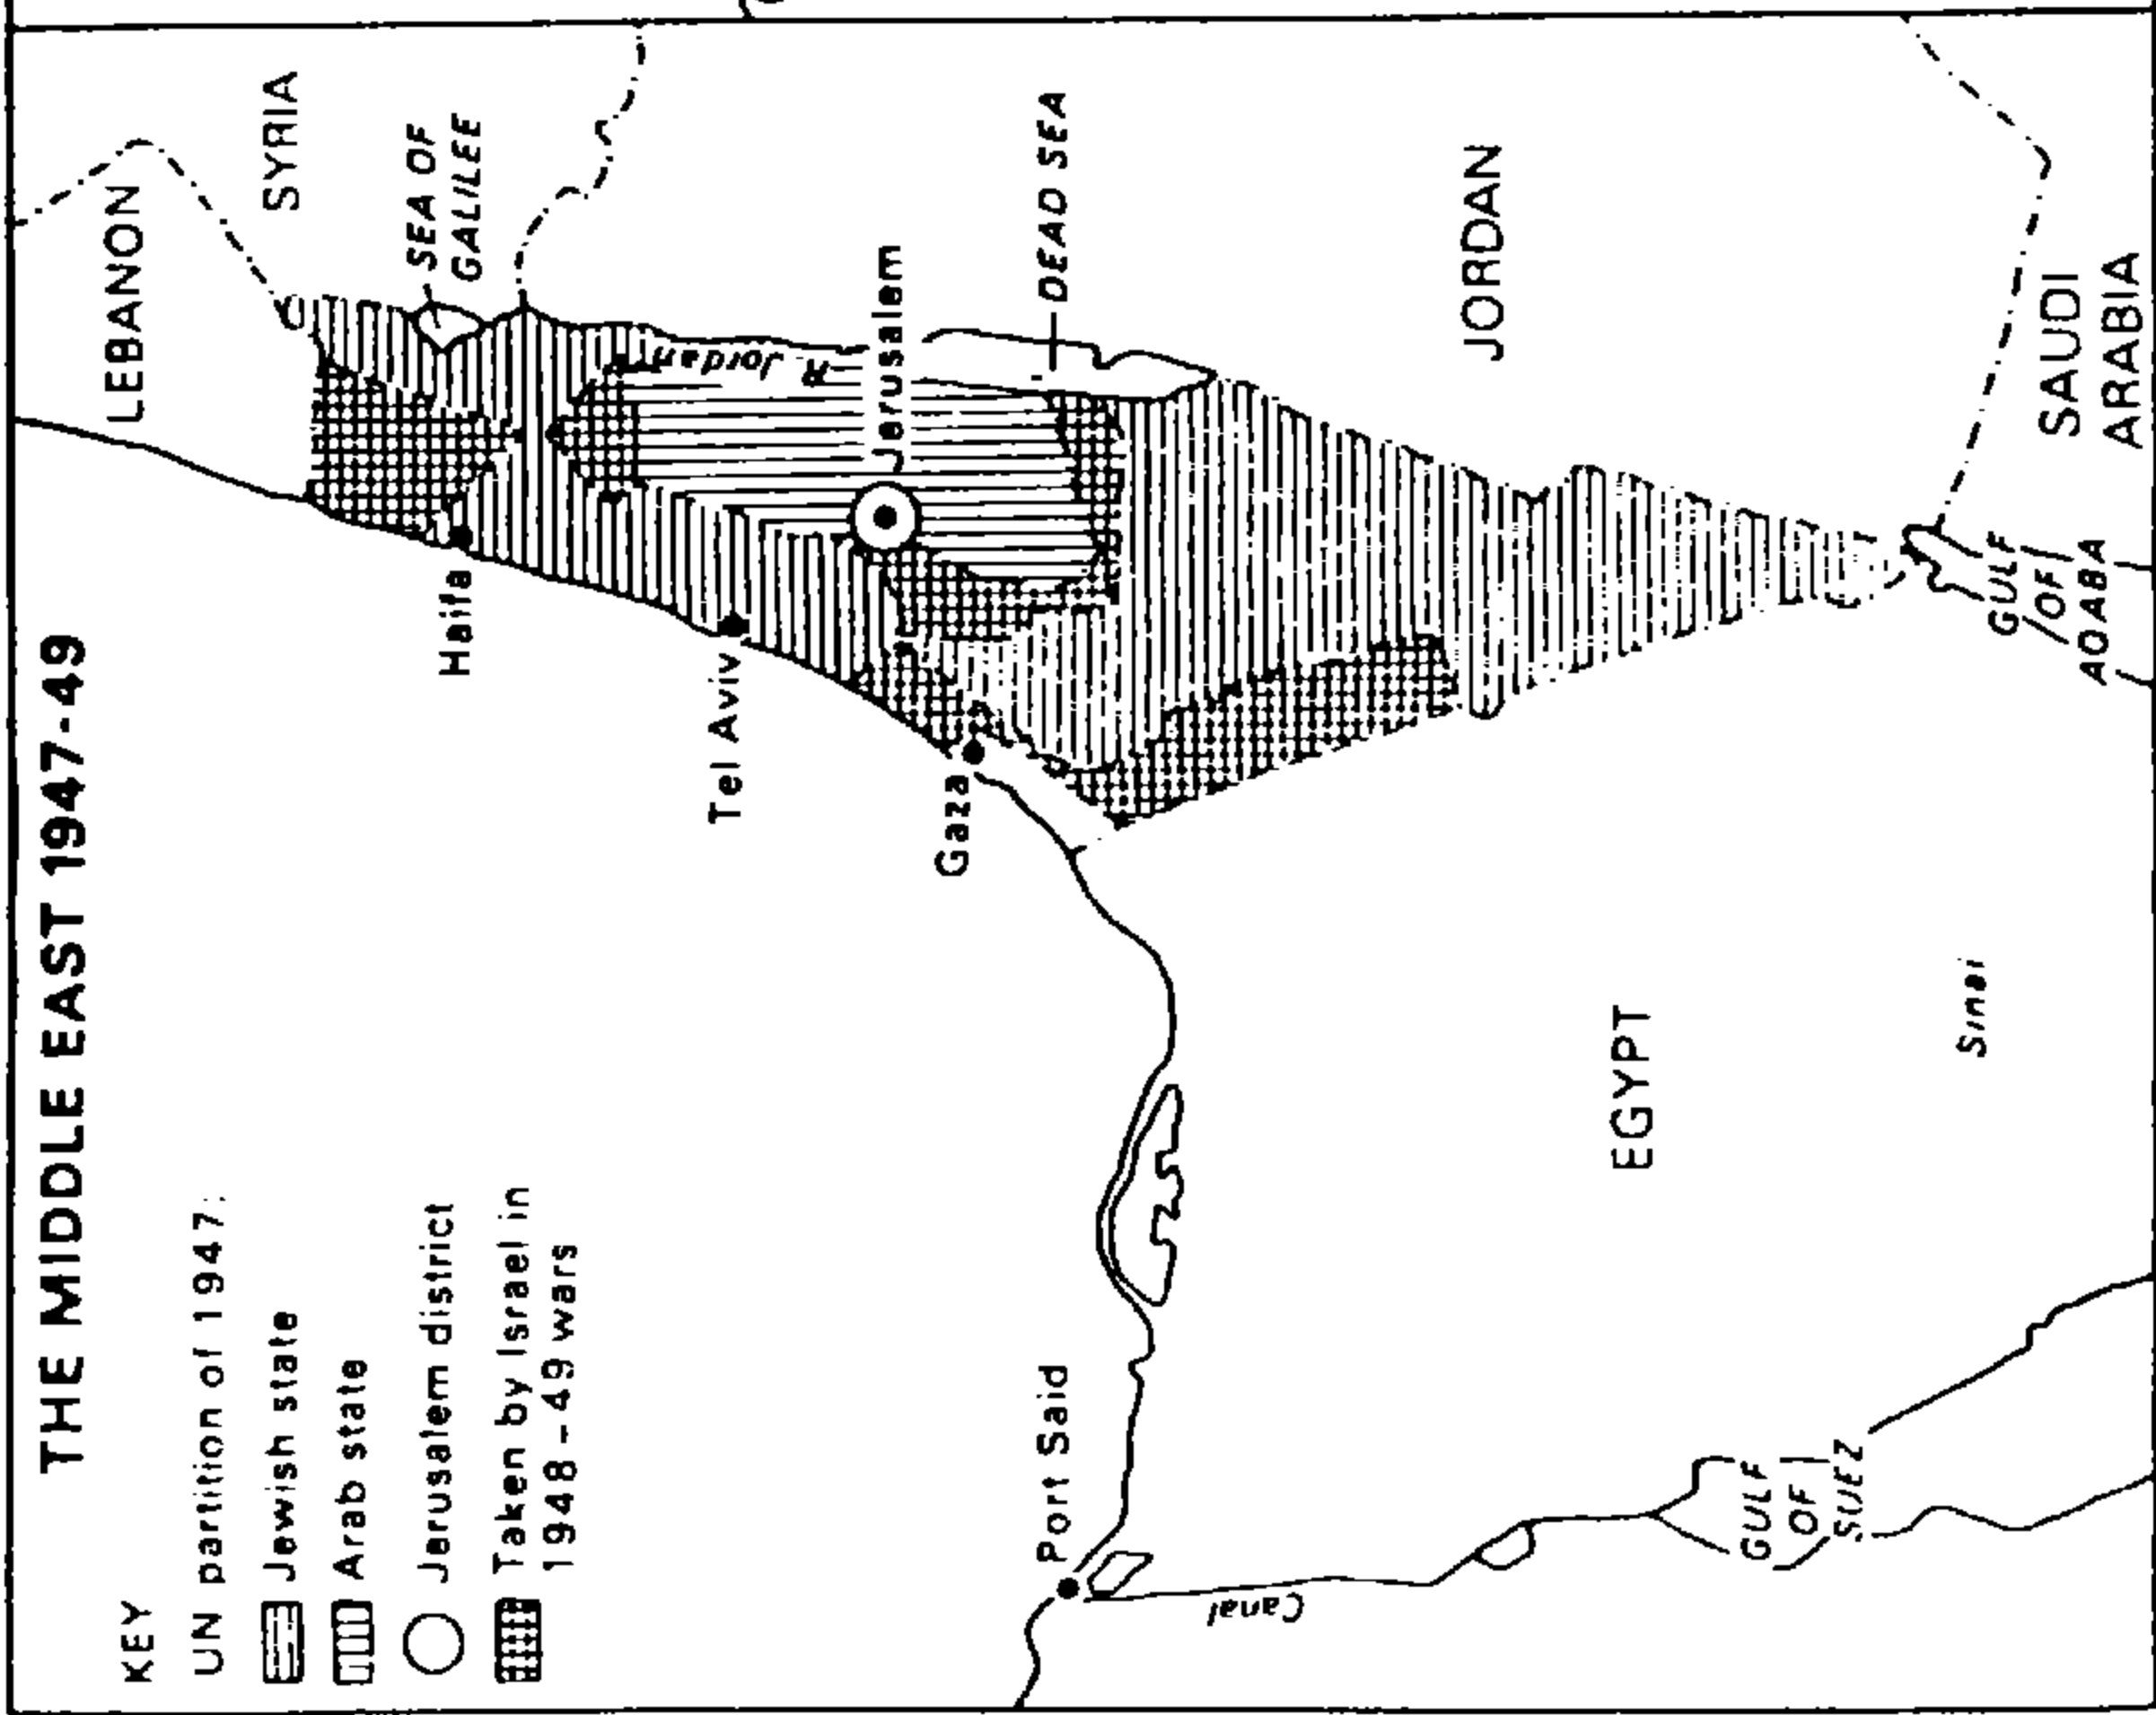 THE MIDDLE EAST 1947-49
KEY
UN partition of 1947:
Jewish state
Arab state
Jerusalem district
Taken by Israel in
1948-49 wars
LEBANON
SYRIA
SEA OF
GALILEE
Haifa
R Jordan
Tel Aviv
Jerusalem
Gaza
DEAD SEA
Port Said
Canal
JORDAN
EGYPT
GULF
OF
SUEZ
Sinai
GULF
OF
AQABA
SAUDI
ARABIA